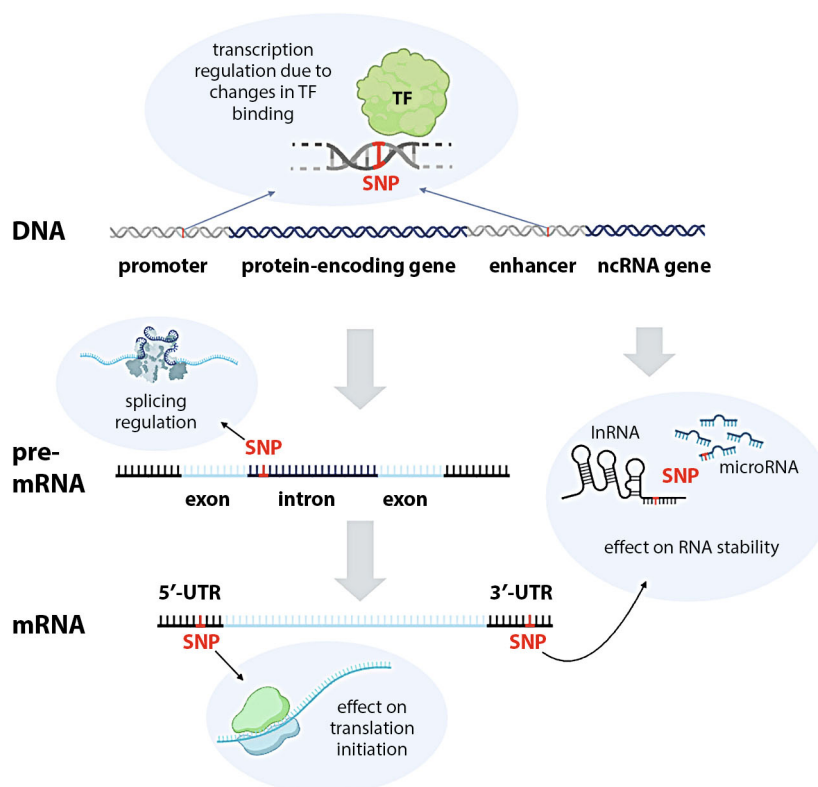 transcription
regulation due to
changes in TF
binding
TF
SNP
DNA
promoter
protein-encoding gene
enhancer
ncRNA gene
splicing
regulation
SNP
pre-
mRNA
exon
intron
exon
lnRNA
SNP
microRNA
effect on RNA stability
5′-UTR
3′-UTR
mRNA
SNP
SNP
effect on
translation
initiation